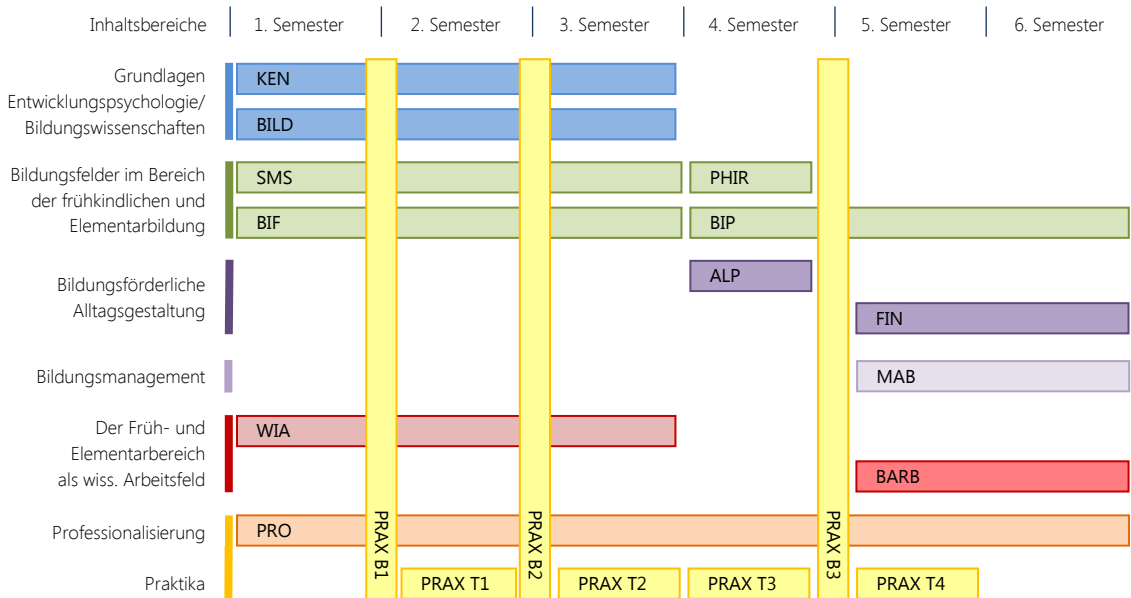 Inhaltsbereiche
1. Semester
2. Semester
3. Semester
4. Semester
5. Semester
6. Semester
Grundlagen
Entwicklungspsychologie/
Bildungswissenschaften
KEN
BILD
Bildungsfelder im Bereich
der frühkindlichen und
Elementarbildung
SMS
PHIR
BIF
BIP
Bildungsförderliche
Alltagsgestaltung
ALP
FIN
Bildungsmanagement
MAB
Der Früh- und
Elementarbereich
als wiss. Arbeitsfeld
WIA
BARB
Professionalisierung
PRO
PRAX B1
PRAX B2
PRAX B3
Praktika
PRAX T1
PRAX T2
PRAX T3
PRAX T4